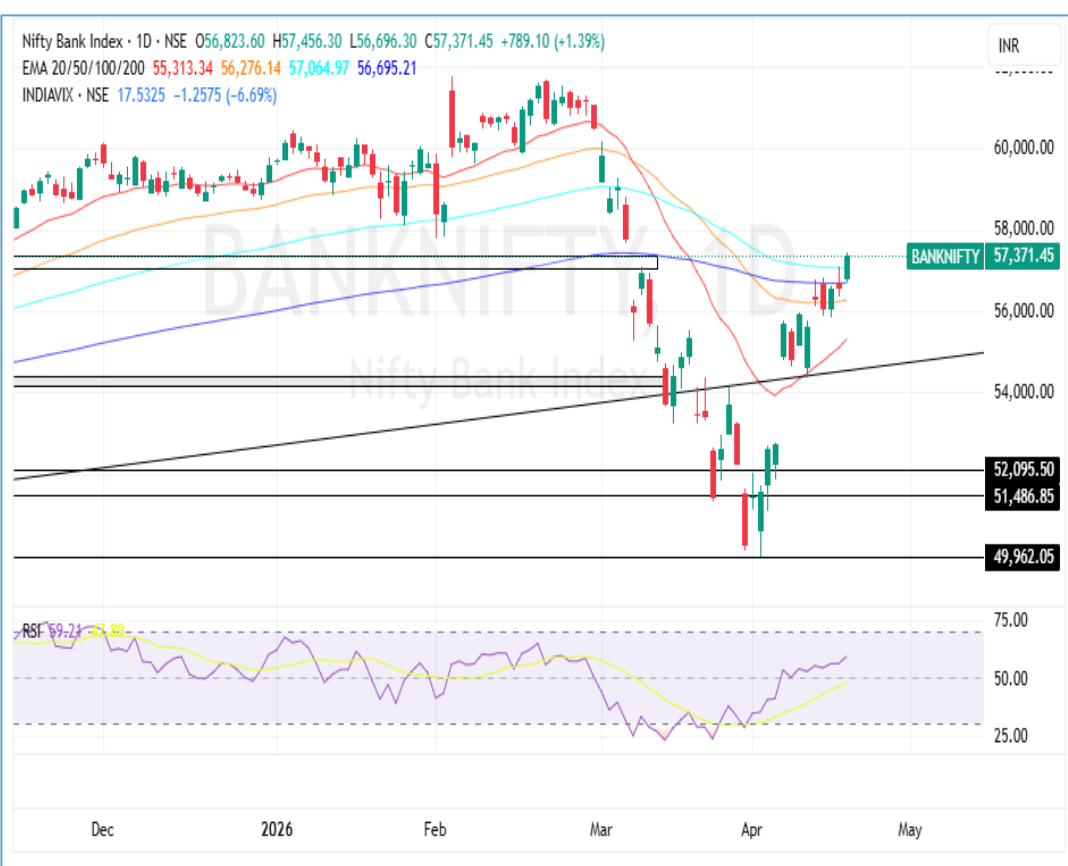 Nifty Bank Index · 1D · NSE O56,823.60 H57,456.30 L56,696.30 C57,371.45 +789.10 (+1.39%)
INR
EMA 20/50/100/200 55,313.34 56,276.14 57,064.97 56,695.21
INDIAVIX · NSE 17.5325 −1.2575 (−6.69%)
60,000.00
58,000.00
BANKNIFTY, 1D
BANKNIFTY 57,371.45
56,000.00
Nifty Bank Index
54,000.00
52,095.50
51,486.85
49,962.05
75.00
RSI 59.21 47.89
50.00
25.00
Dec 2026 Feb Mar Apr May